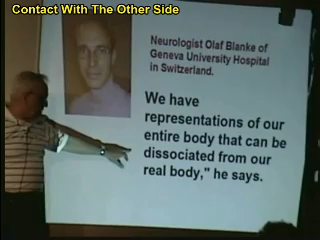 Contact With The Other Side
Neurologist Olaf Blanke of
Geneva University Hospital
in Switzerland.
We have
representations of our
entire body that can be
dissociated from our
real body," he says.